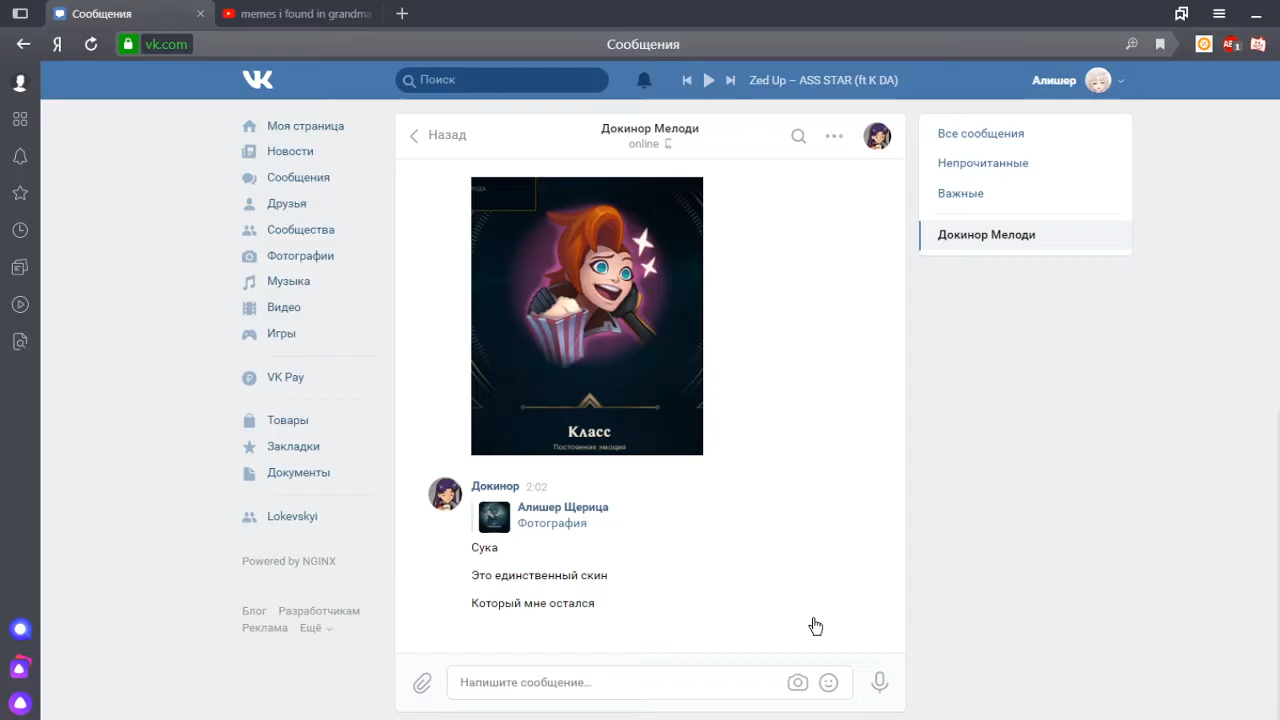 Сообщения
memes i found in grandma
vk.com
Сообщения
Поиск
Zed Up – ASS STAR (ft K DA)
Алишер
Моя страница
Новости
Сообщения
Друзья
Сообщества
Фотографии
Музыка
Видео
Игры
VK Pay
Товары
Закладки
Документы
Lokevskyi
Powered by NGINX
Блог Разработчикам
Реклама Ещё
Назад
Докинор Мелоди
online
Класс
Постоянная эмоция
Докинор 2:02
Алишер Щерица
Фотография
Сука
Это единственный скин
Который мне остался
Напишите сообщение...
Все сообщения
Непрочитанные
Важные
Докинор Мелоди